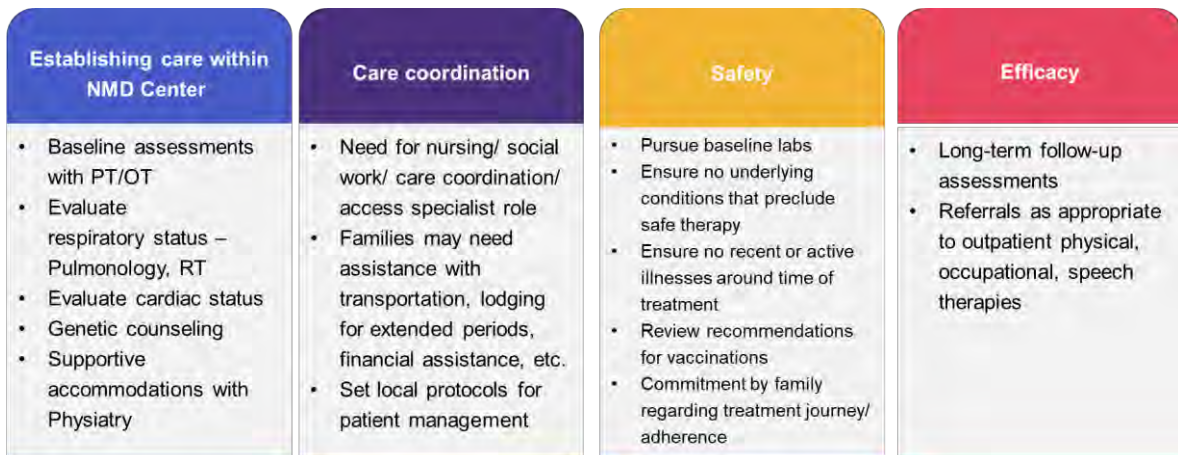 Establishing care within
NMD Center
• Baseline assessments
with PT/OT
• Evaluate
respiratory status –
Pulmonology, RT
• Evaluate cardiac status
• Genetic counseling
• Supportive
accommodations with
Physiatry
Care coordination
• Need for nursing/ social
work/ care coordination/
access specialist role
• Families may need
assistance with
transportation, lodging
for extended periods,
financial assistance, etc.
• Set local protocols for
patient management
Safety
• Pursue baseline labs
• Ensure no underlying
conditions that preclude
safe therapy
• Ensure no recent or active
illnesses around time of
treatment
• Review recommendations
for vaccinations
• Commitment by family
regarding treatment journey/
adherence
Efficacy
• Long-term follow-up
assessments
• Referrals as appropriate
to outpatient physical,
occupational, speech
therapies